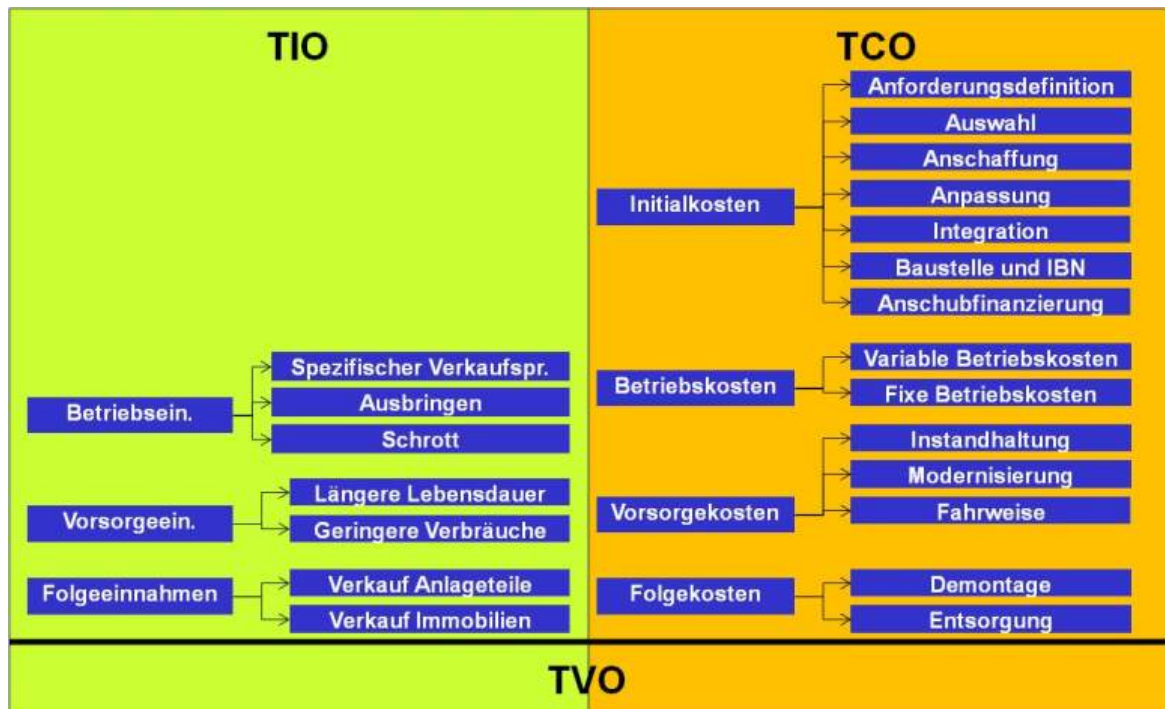 TIO
Betriebsein.
Spezifischer Verkaufspr.
Ausbringen
Schrott
Vorsorgeein.
Längere Lebensdauer
Geringere Verbräuche
Folgeeinnahmen
Verkauf Anlageteile
Verkauf Immobilien
TCO
Initialkosten
Anforderungsdefinition
Auswahl
Anschaffung
Anpassung
Integration
Baustelle und IBN
Anschubfinanzierung
Betriebskosten
Variable Betriebskosten
Fixe Betriebskosten
Vorsorgekosten
Instandhaltung
Modernisierung
Fahrweise
Folgekosten
Demontage
Entsorgung
TVO